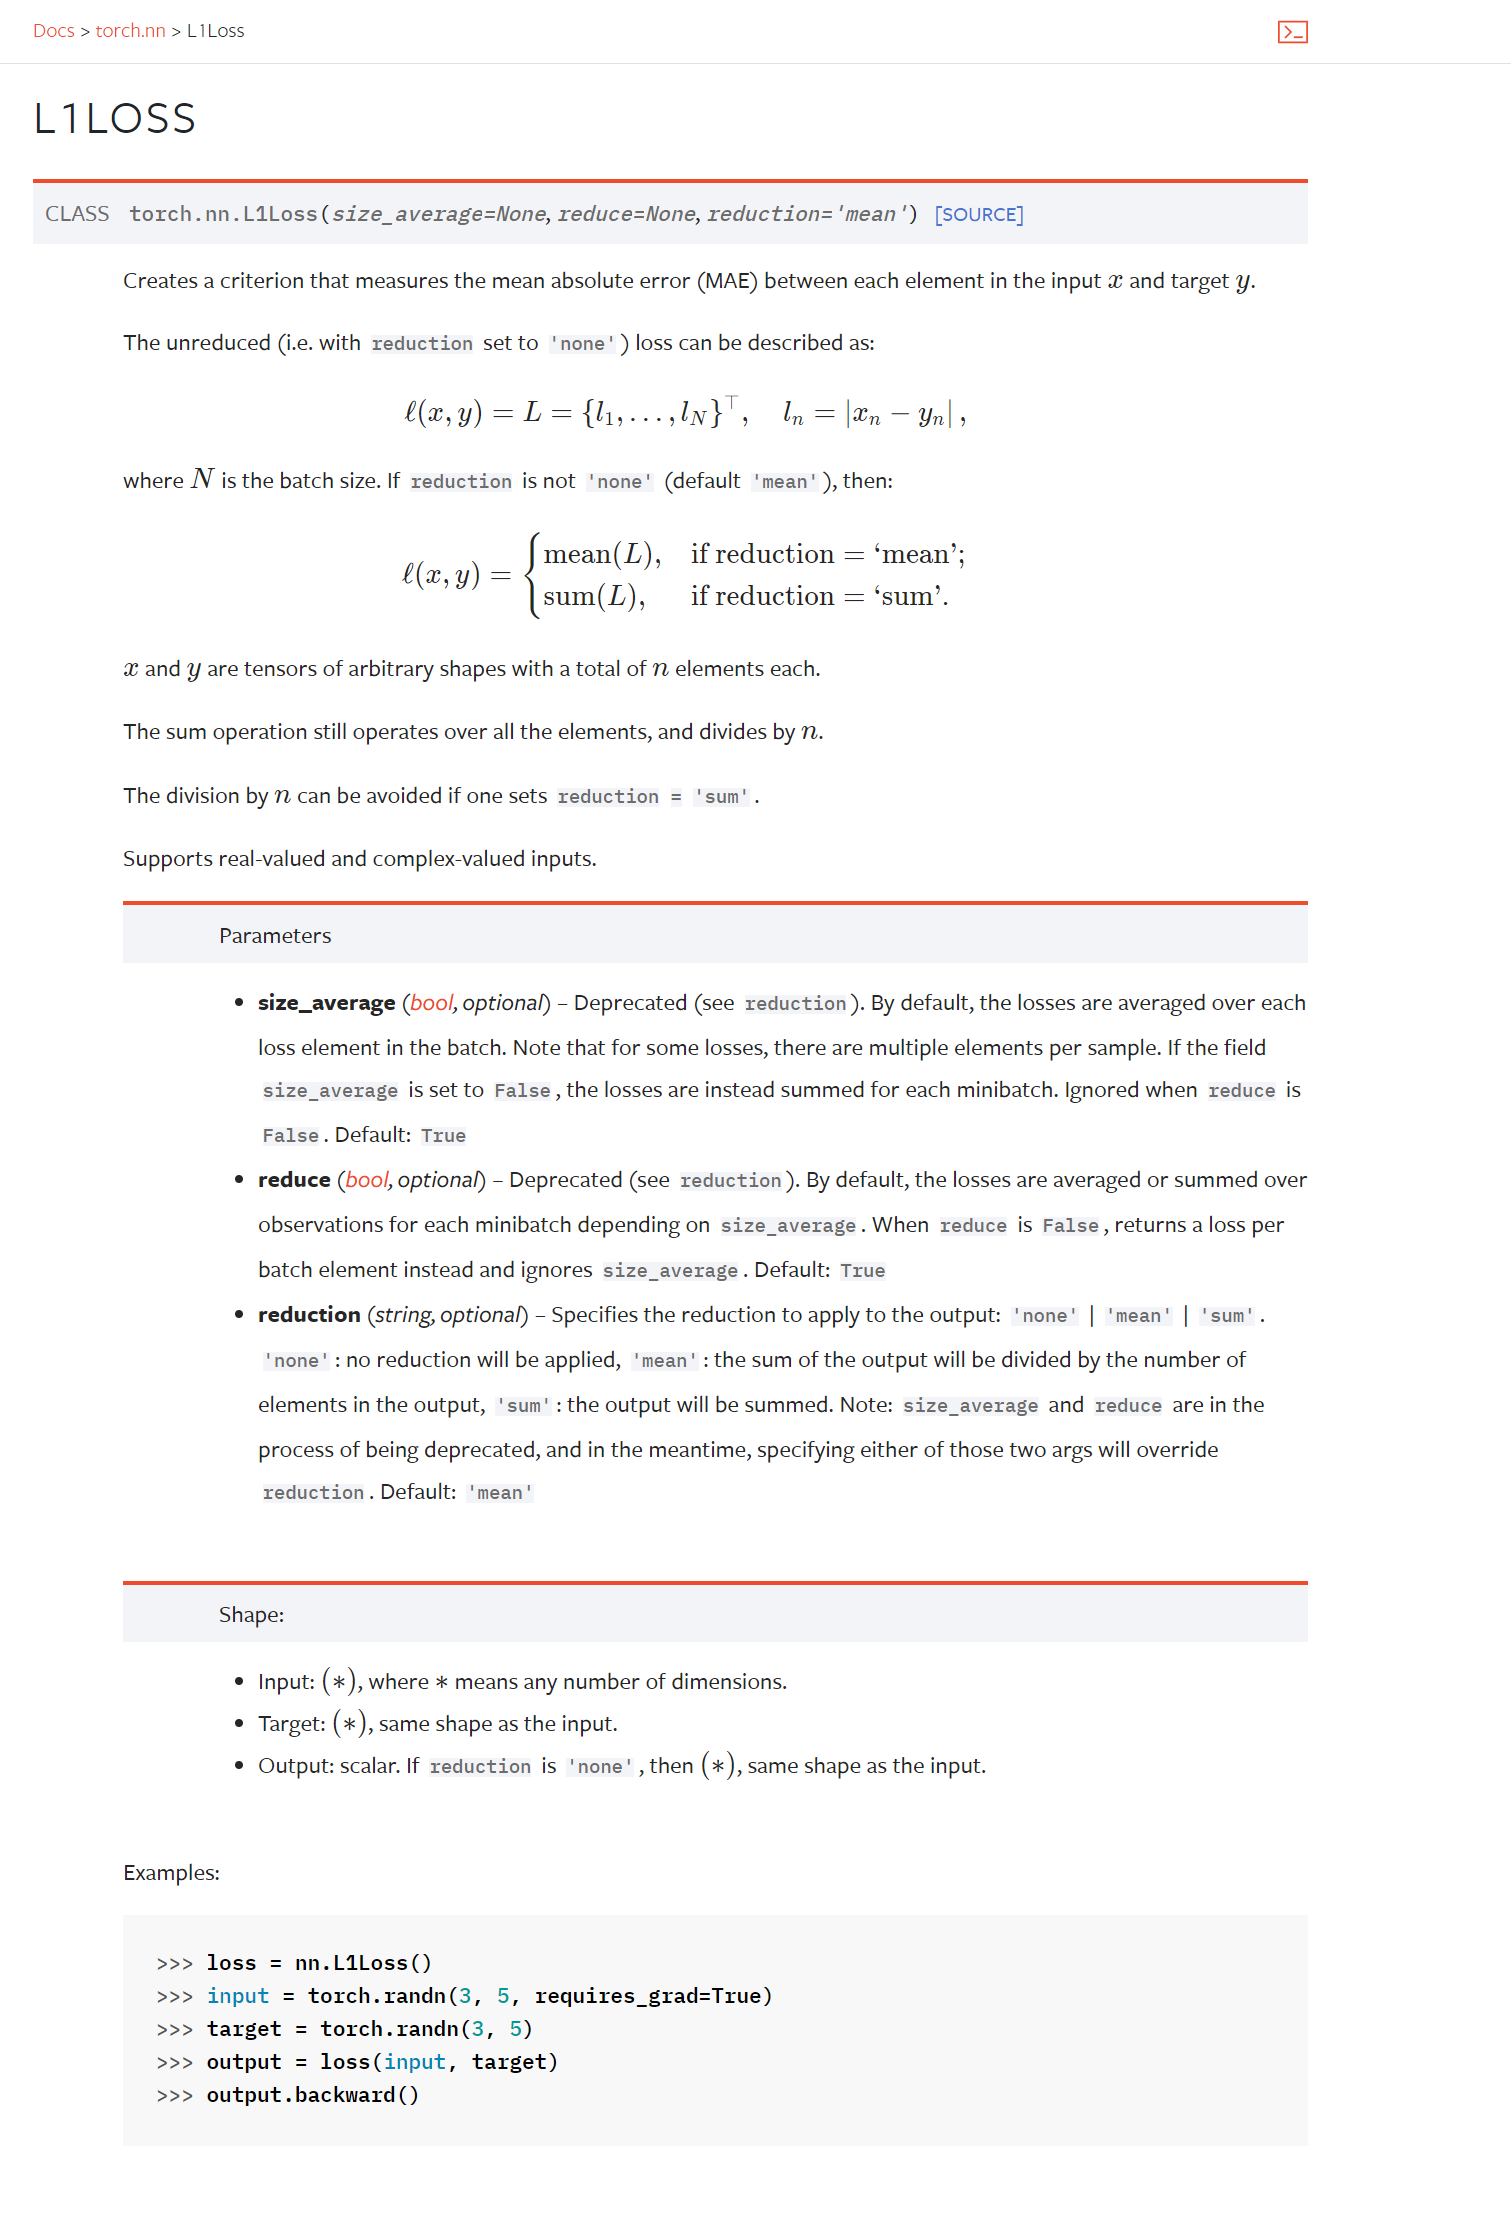 Docs > torch.nn > L1Loss
L1LOSS
CLASS torch.nn.L1Loss(size_average=None, reduce=None, reduction='mean') [SOURCE]
Creates a criterion that measures the mean absolute error (MAE) between each element in the input x and target y.
The unreduced (i.e. with reduction set to 'none') loss can be described as:
ℓ(x, y) = L = {l₁, . . . , l_N}^⊤, l_n = |x_n − y_n| ,
where N is the batch size. If reduction is not 'none' (default 'mean'), then:
ℓ(x, y) = { mean(L), if reduction = ‘mean’;
sum(L), if reduction = ‘sum’.
x and y are tensors of arbitrary shapes with a total of n elements each.
The sum operation still operates over all the elements, and divides by n.
The division by n can be avoided if one sets reduction = 'sum'.
Supports real-valued and complex-valued inputs.
Parameters
• size_average (bool, optional) – Deprecated (see reduction). By default, the losses are averaged over each
loss element in the batch. Note that for some losses, there are multiple elements per sample. If the field
size_average is set to False, the losses are instead summed for each minibatch. Ignored when reduce is
False. Default: True
• reduce (bool, optional) – Deprecated (see reduction). By default, the losses are averaged or summed over
observations for each minibatch depending on size_average. When reduce is False, returns a loss per
batch element instead and ignores size_average. Default: True
• reduction (string, optional) – Specifies the reduction to apply to the output: 'none' | 'mean' | 'sum'.
'none': no reduction will be applied, 'mean': the sum of the output will be divided by the number of
elements in the output, 'sum': the output will be summed. Note: size_average and reduce are in the
process of being deprecated, and in the meantime, specifying either of those two args will override
reduction. Default: 'mean'
Shape:
• Input: (∗), where ∗ means any number of dimensions.
• Target: (∗), same shape as the input.
• Output: scalar. If reduction is 'none', then (∗), same shape as the input.
Examples:
>>> loss = nn.L1Loss()
>>> input = torch.randn(3, 5, requires_grad=True)
>>> target = torch.randn(3, 5)
>>> output = loss(input, target)
>>> output.backward()